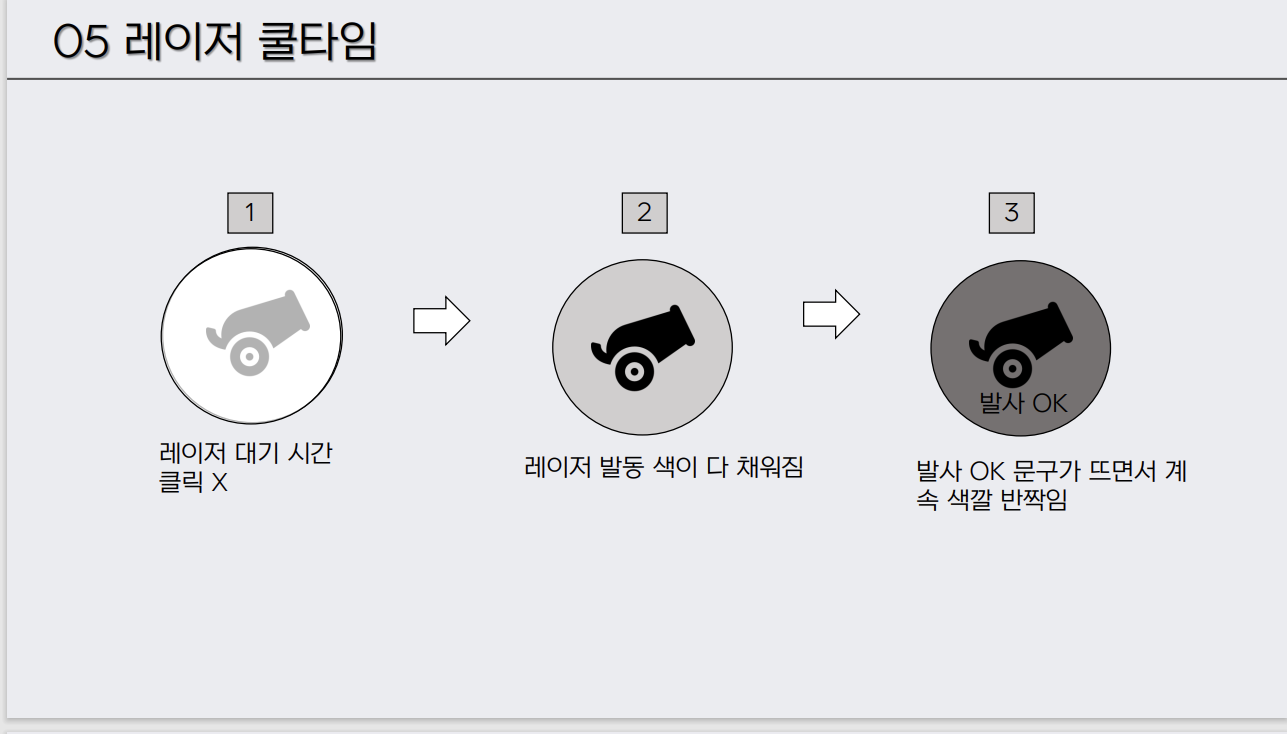 05 레이저 쿨타임
1
2
3
발사 OK
레이저 대기 시간
클릭 X
레이저 발동 색이 다 채워짐
발사 OK 문구가 뜨면서 계
속 색깔 반짝임